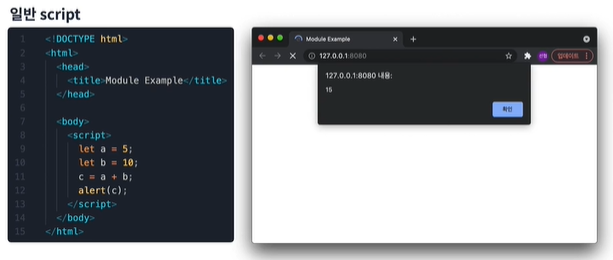 일반 script
1 <!DOCTYPE html>
2 <html>
3 <head>
4 <title>Module Example</title>
5 </head>
6
7 <body>
8 <script>
9 let a = 5;
10 let b = 10;
11 c = a + b;
12 alert(c);
13 </script>
14 </body>
15 </html>
Module Example
127.0.0.1:8080
업데이트
127.0.0.1:8080 내용:
15
확인